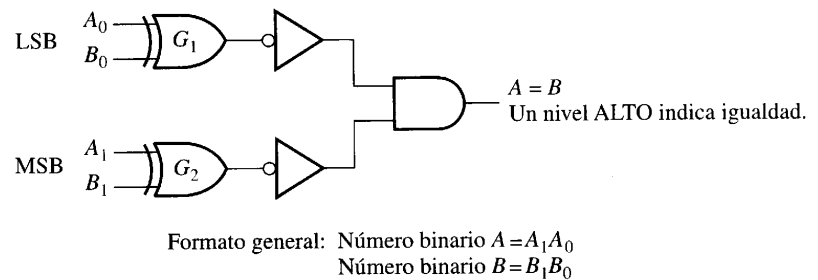 LSB
A₀
B₀
G₁
A = B
Un nivel ALTO indica igualdad.
MSB
A₁
B₁
G₂
Formato general: Número binario A = A₁A₀
Número binario B = B₁B₀